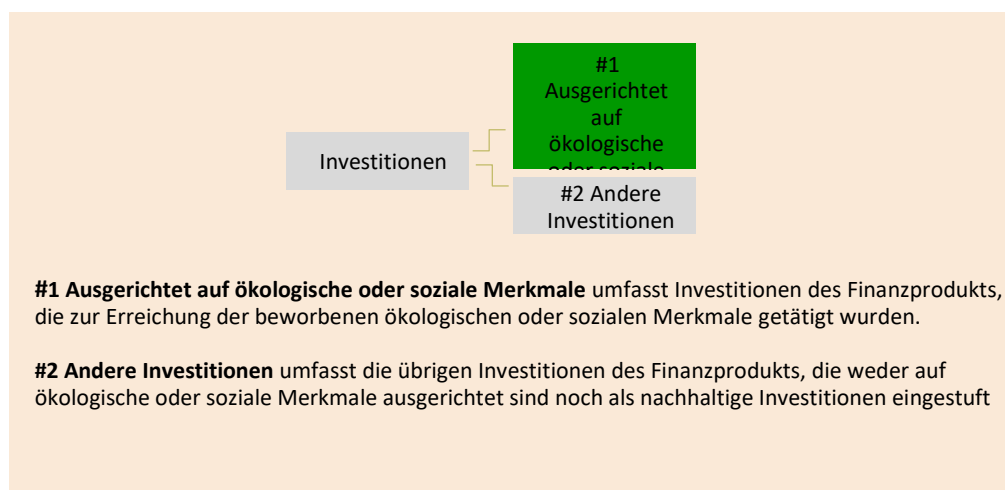 #1
Ausgerichtet
auf
ökologische
oder soziale
Investitionen
#2 Andere
Investitionen
#1 Ausgerichtet auf ökologische oder soziale Merkmale umfasst Investitionen des Finanzprodukts,
die zur Erreichung der beworbenen ökologischen oder sozialen Merkmale getätigt wurden.
#2 Andere Investitionen umfasst die übrigen Investitionen des Finanzprodukts, die weder auf
ökologische oder soziale Merkmale ausgerichtet sind noch als nachhaltige Investitionen eingestuft